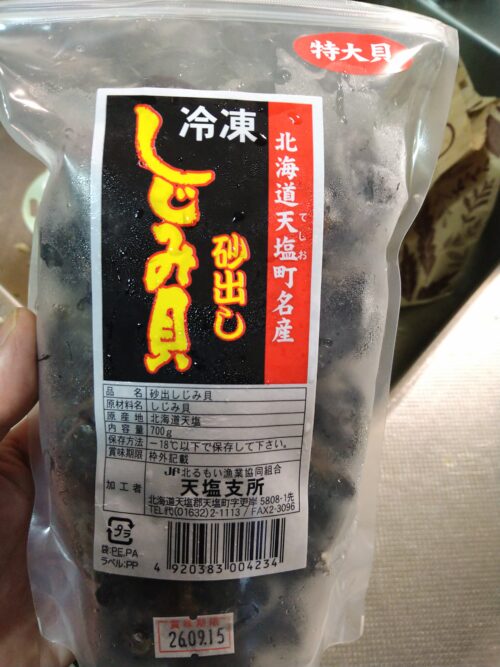 特大貝
冷凍
しじみ貝
砂出し
北海道天塩町名産
てしお
品名 砂出しじみ貝
原材料名 しじみ貝
原産地 北海道天塩
内容量 700g
保存方法 −18℃以下で保存して下さい。
賞味期限 枠外記載
加工者 JF北るもい漁業協同組合
天塩支所
北海道天塩郡天塩町字更岸 5808-1先
TEL代(01632)2-1113 / FAX2-3096
プラ
袋:PE,PA
ラベル:PP
4 920383 004234
賞味期限
26.09.15